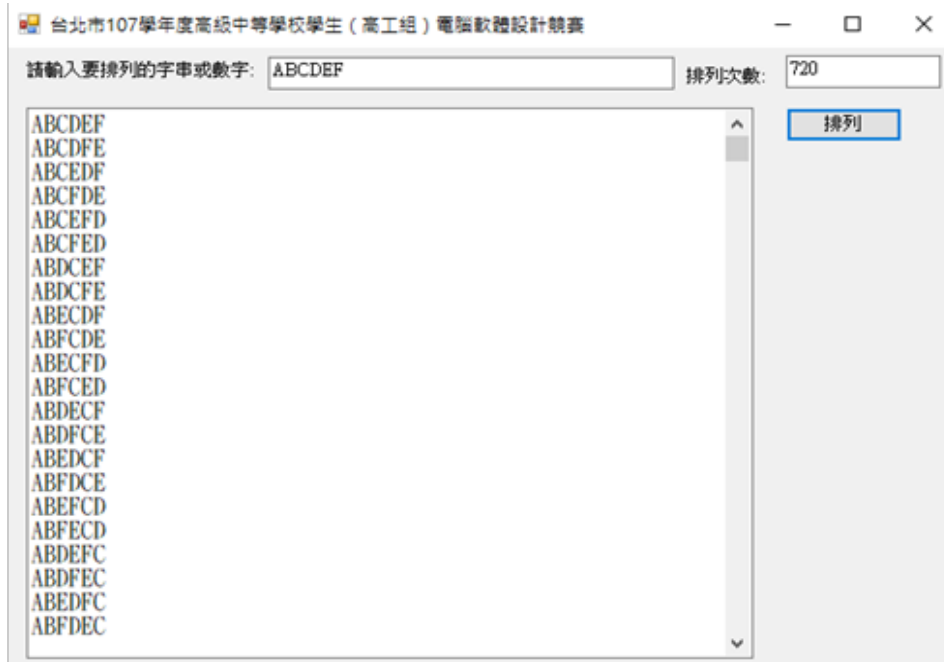 台北市107學年度高級中等學校學生（高工組）電腦軟體設計競賽
請輸入要排列的字串或數字: ABCDEF 排列次數: 720
排列
ABCDEF
ABCDFE
ABCEDF
ABCFDE
ABCEFD
ABCFED
ABDCEF
ABDCFE
ABECDF
ABFCDE
ABECFD
ABFCED
ABDECF
ABDFCE
ABEDCF
ABFDCE
ABEFCD
ABFECD
ABDEFC
ABDFEC
ABEDFC
ABFDEC